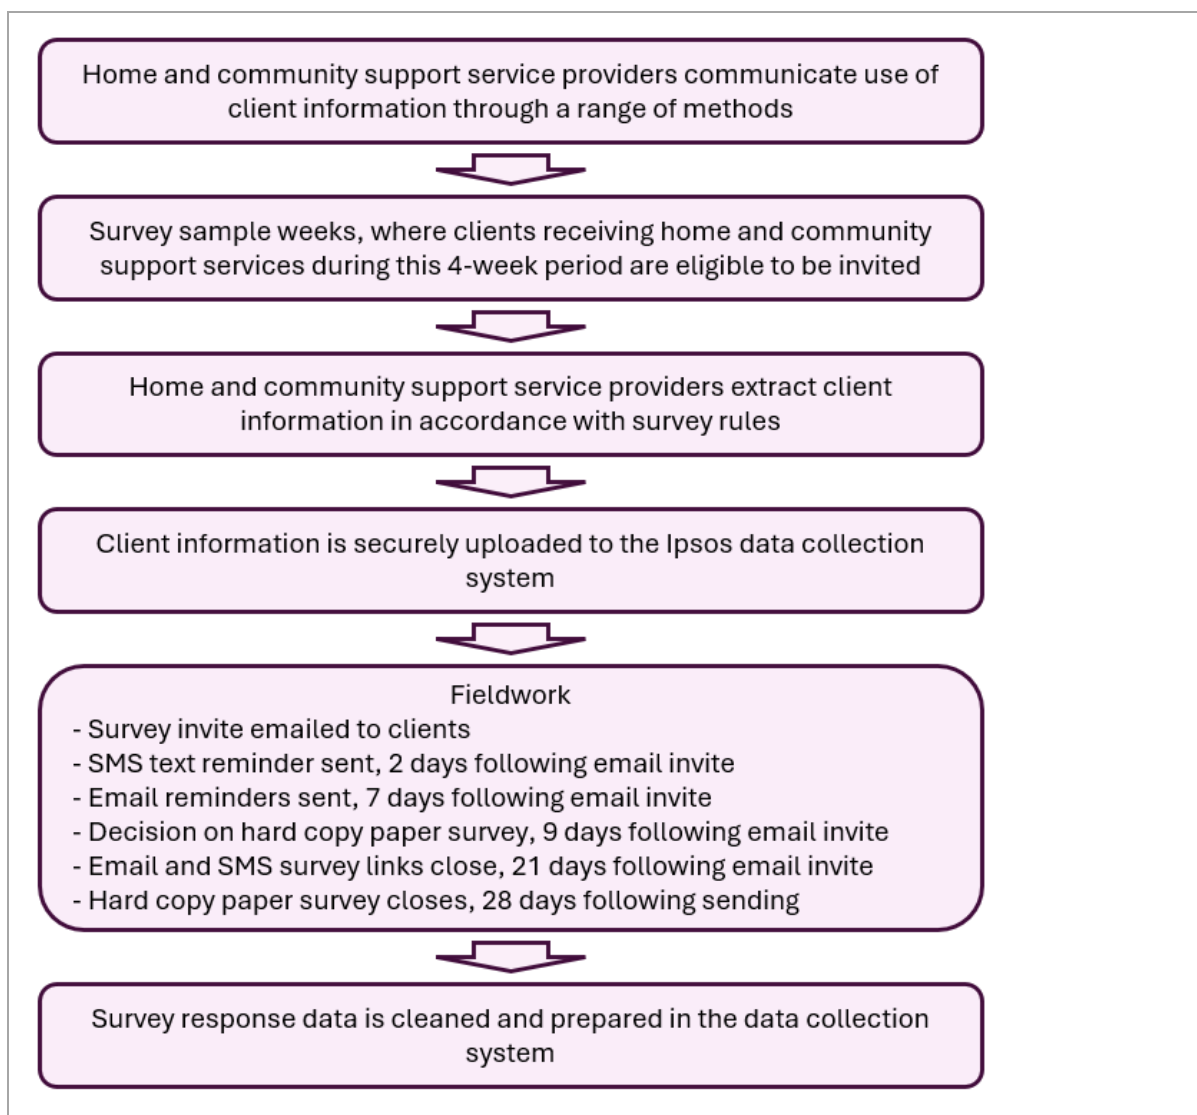 Home and community support service providers communicate use of
client information through a range of methods
Survey sample weeks, where clients receiving home and community
support services during this 4-week period are eligible to be invited
Home and community support service providers extract client
information in accordance with survey rules
Client information is securely uploaded to the Ipsos data collection
system
Fieldwork
- Survey invite emailed to clients
- SMS text reminder sent, 2 days following email invite
- Email reminders sent, 7 days following email invite
- Decision on hard copy paper survey, 9 days following email invite
- Email and SMS survey links close, 21 days following email invite
- Hard copy paper survey closes, 28 days following sending
Survey response data is cleaned and prepared in the data collection
system